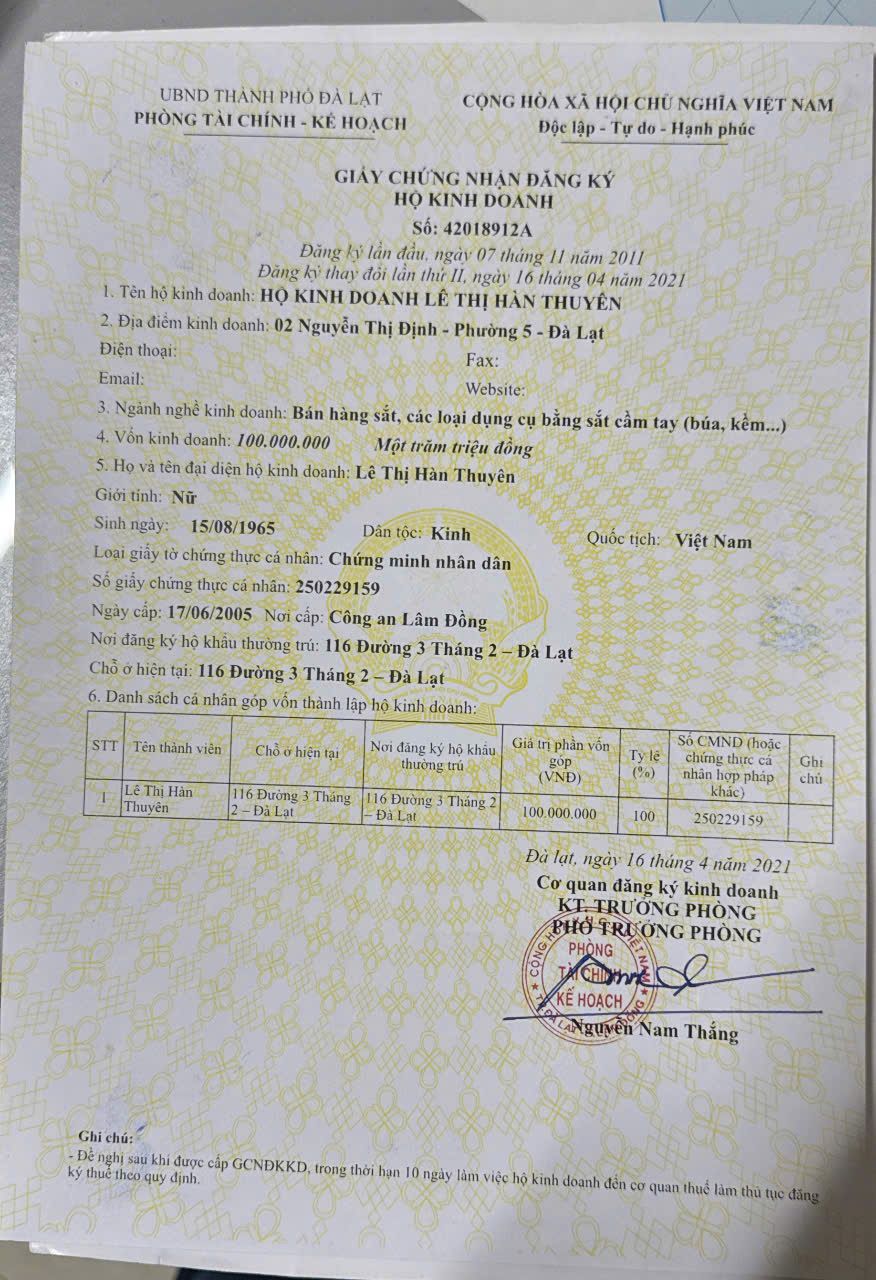 UBND THÀNH PHỐ ĐÀ LẠT
PHÒNG TÀI CHÍNH - KẾ HOẠCH
CỘNG HÒA XÃ HỘI CHỦ NGHĨA VIỆT NAM
Độc lập - Tự do - Hạnh phúc
GIẤY CHỨNG NHẬN ĐĂNG KÝ
HỘ KINH DOANH
Số: 42018912A
Đăng ký lần đầu, ngày 07 tháng 11 năm 2011
Đăng ký thay đổi lần thứ II, ngày 16 tháng 04 năm 2021
1. Tên hộ kinh doanh: HỘ KINH DOANH LÊ THỊ HÀN THUYÊN
2. Địa điểm kinh doanh: 02 Nguyễn Thị Định - Phường 5 - Đà Lạt
Điện thoại: Fax:
Email: Website:
3. Ngành nghề kinh doanh: Bán hàng sắt, các loại dụng cụ bằng sắt cầm tay (búa, kềm...)
4. Vốn kinh doanh: 100.000.000 Một trăm triệu đồng
5. Họ và tên đại diện hộ kinh doanh: Lê Thị Hàn Thuyên
Giới tính: Nữ
Sinh ngày: 15/08/1965 Dân tộc: Kinh Quốc tịch: Việt Nam
Loại giấy tờ chứng thực cá nhân: Chứng minh nhân dân
Số giấy chứng thực cá nhân: 250229159
Ngày cấp: 17/06/2005 Nơi cấp: Công an Lâm Đồng
Nơi đăng ký hộ khẩu thường trú: 116 Đường 3 Tháng 2 – Đà Lạt
Chỗ ở hiện tại: 116 Đường 3 Tháng 2 – Đà Lạt
6. Danh sách cá nhân góp vốn thành lập hộ kinh doanh:
STT
Tên thành viên
Chỗ ở hiện tại
Nơi đăng ký hộ khẩu
thường trú
Giá trị phần vốn
góp
(VNĐ)
Tỷ lệ
(%)
Số CMND (hoặc
chứng thực cá
nhân hợp pháp
khác)
Ghi
chú
1
Lê Thị Hàn
Thuyên
116 Đường 3 Tháng
2 – Đà Lạt
116 Đường 3 Tháng 2
– Đà Lạt
100.000.000
100
250229159
Đà lạt, ngày 16 tháng 4 năm 2021
Cơ quan đăng ký kinh doanh
KT. TRƯỞNG PHÒNG
PHÓ TRƯỞNG PHÒNG
PHÒNG
TÀI CHÍNH
KẾ HOẠCH
Nguyễn Nam Thắng
Ghi chú:
- Đề nghị sau khi được cấp GCNĐKKD, trong thời hạn 10 ngày làm việc hộ kinh doanh đến cơ quan thuế làm thủ tục đăng
ký thuế theo quy định.